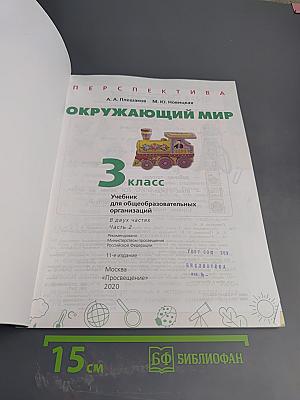 ПЕРСПЕКТИВА
А. А. Плешаков М. Ю. Новицкая
ОКРУЖАЮЩИЙ МИР
3 класс
Учебник
для общеобразовательных
организаций
В двух частях
Часть 2
Рекомендовано
Министерством просвещения
Российской Федерации
11-е издание
Москва
«Просвещение»
2020
БИБЛИОТЕКА
15 СМ
БФ БИБЛИОФАН